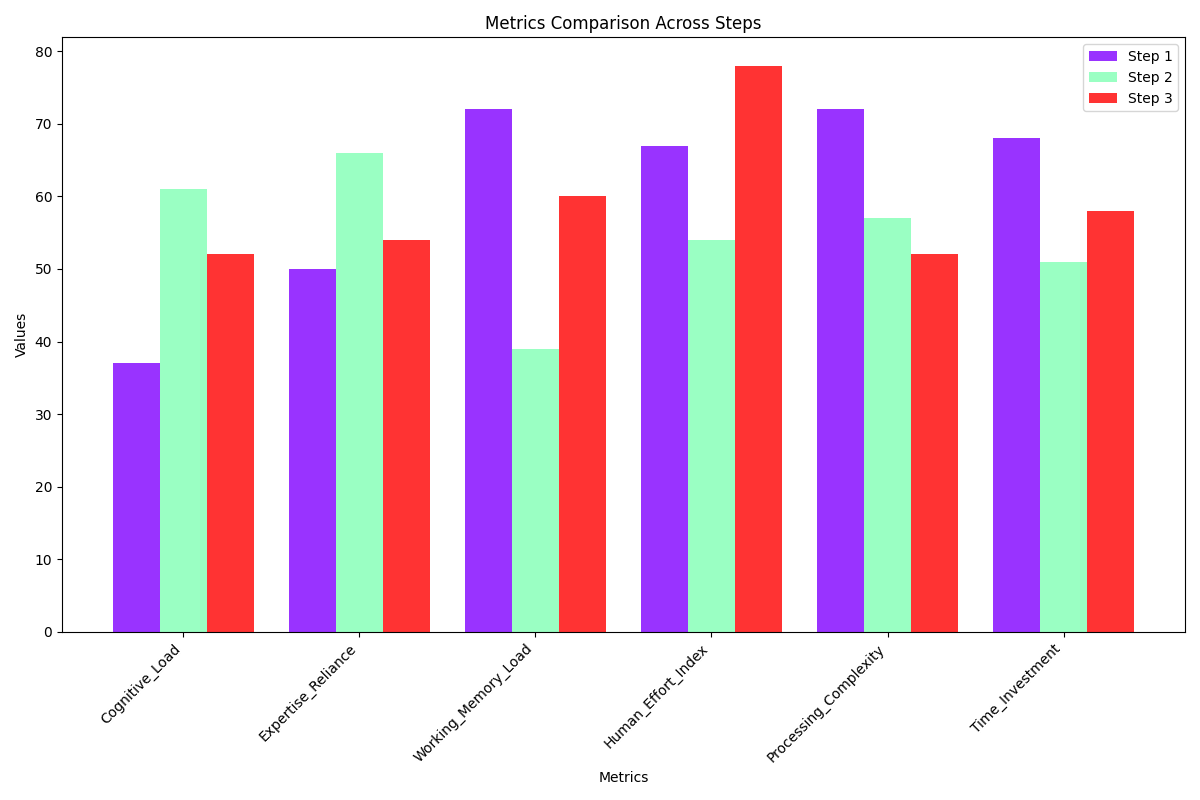 Metrics Comparison Across Steps
Step 1
Step 2
Step 3
Values
80
70
60
50
40
30
20
10
0
Cognitive_Load
Expertise_Reliance
Working_Memory_Load
Human_Effort_Index
Processing_Complexity
Time_Investment
Metrics